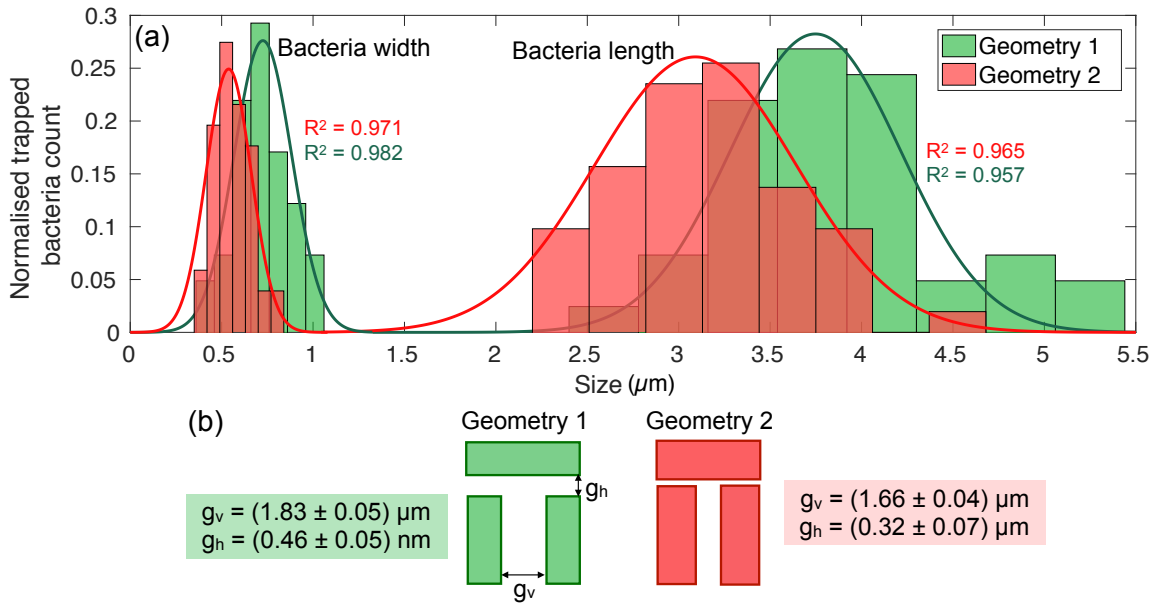 (a)
Bacteria width
Bacteria length
Geometry 1
Geometry 2
R² = 0.971
R² = 0.982
R² = 0.965
R² = 0.957
Normalised trapped
bacteria count
0.3
0.25
0.2
0.15
0.1
0.05
0
0 0.5 1 1.5 2 2.5 3 3.5 4 4.5 5 5.5
Size (μm)
(b)
Geometry 1
Geometry 2
gᵥ = (1.83 ± 0.05) μm
gₕ = (0.46 ± 0.05) nm
gₕ
gᵥ
gᵥ = (1.66 ± 0.04) μm
gₕ = (0.32 ± 0.07) μm